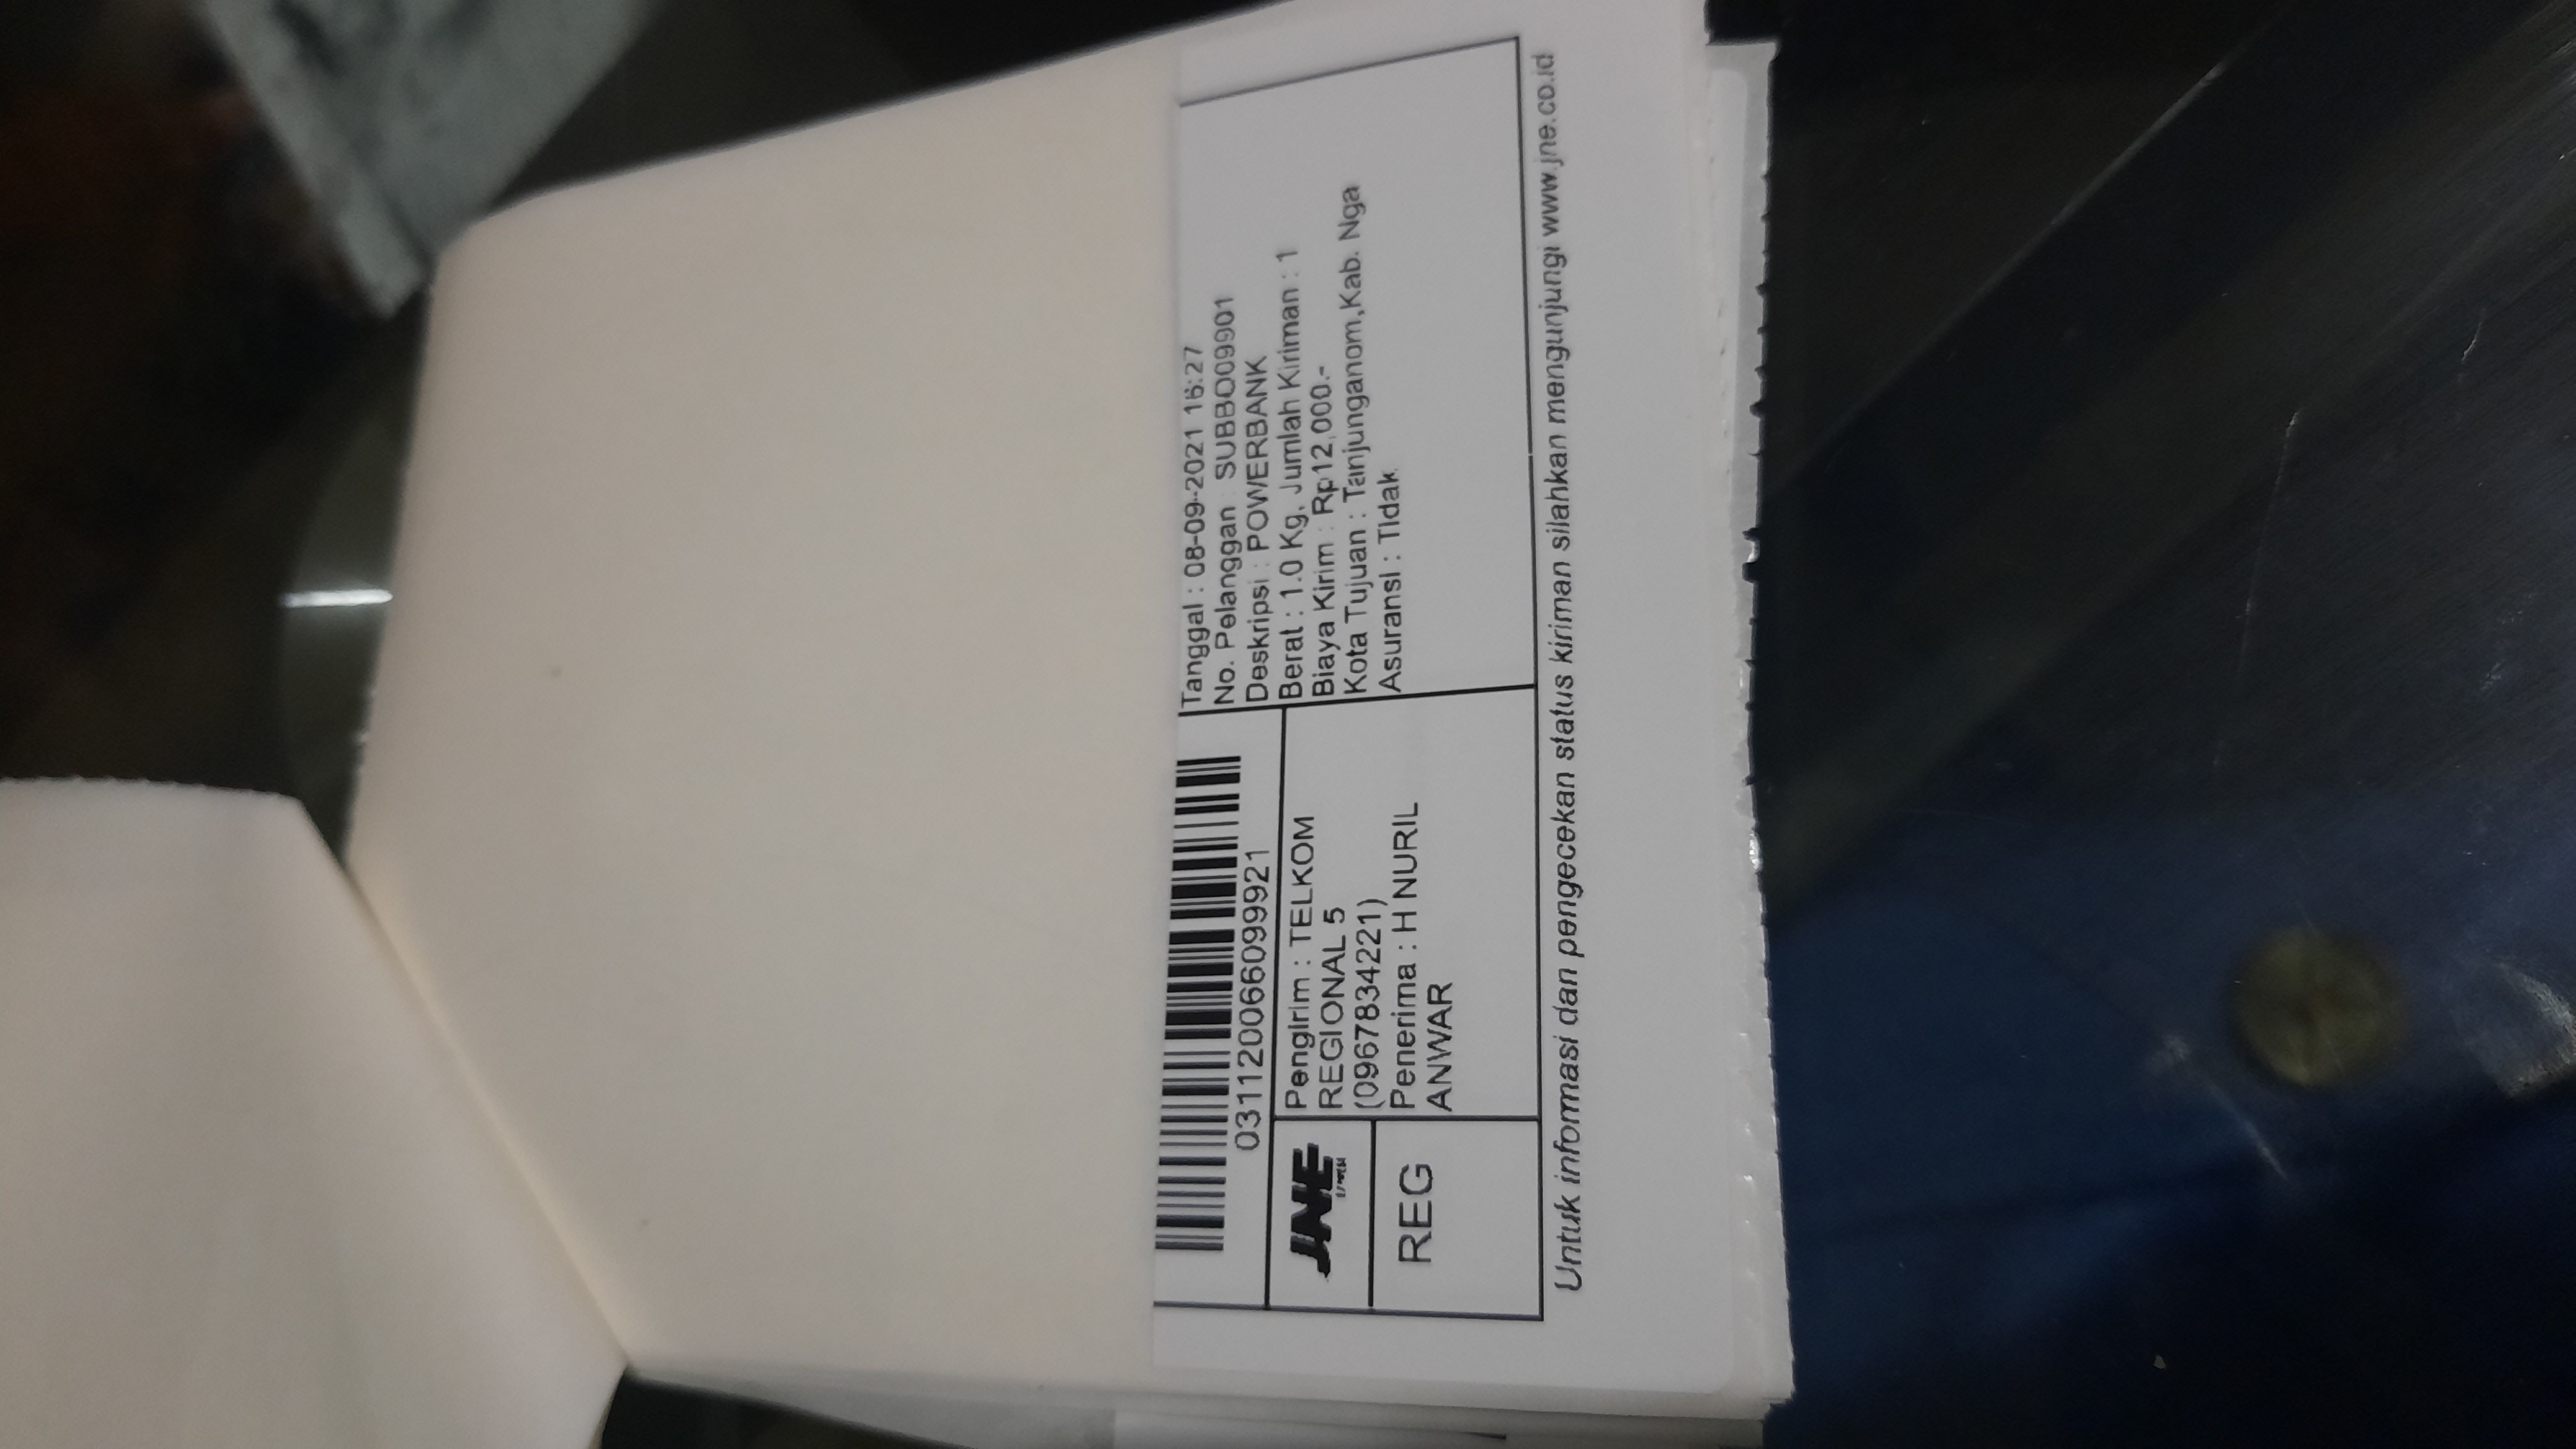 031120066099921
JNE
EXPRESS
REG
Pengirim : TELKOM
REGIONAL 5
(0967834221)
Penerima : H NURIL
ANWAR
Tanggal : 08-09-2021 16:27
No. Pelanggan : SUBBO09901
Deskripsi : POWERBANK
Berat : 1.0 Kg, Jumlah Kiriman : 1
Biaya Kirim : Rp12,000.-
Kota Tujuan : Tanjunganom,Kab. Nga
Asuransi : Tidak
Untuk informasi dan pengecekan status kiriman silahkan mengunjungi www.jne.co.id